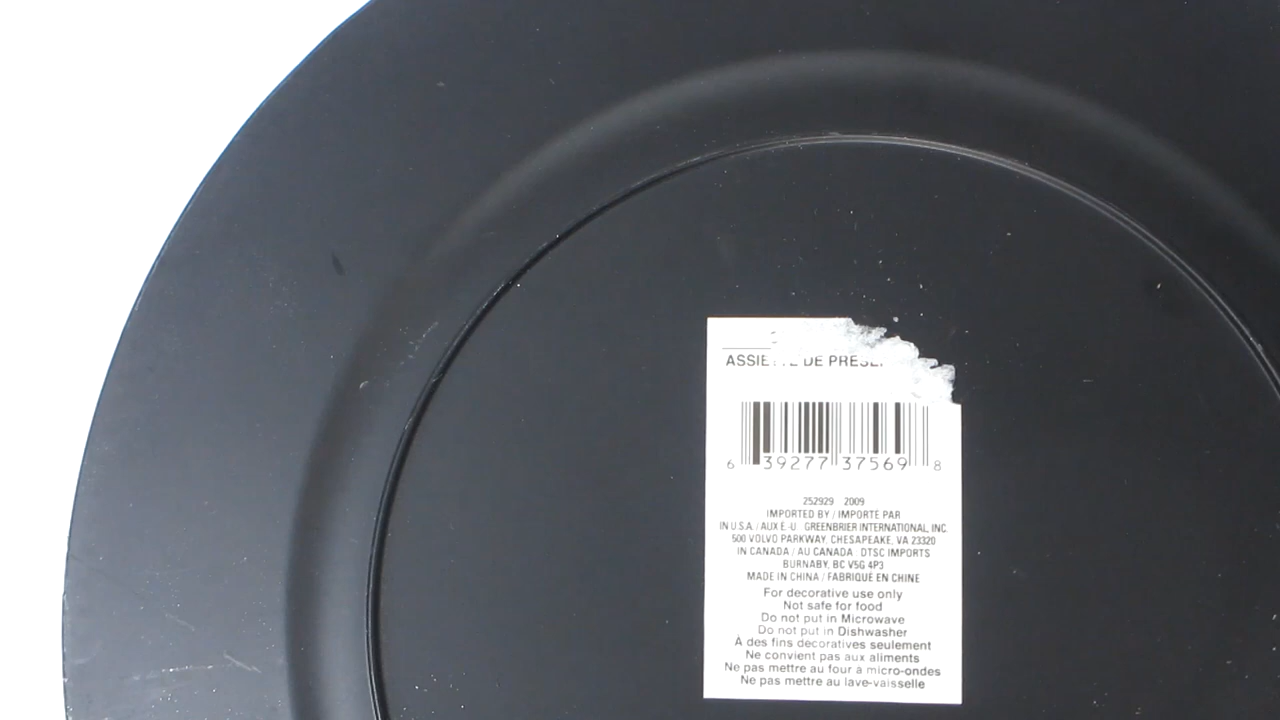 DE
6 39277 37569 8
252929 2009
IMPORTED BY / IMPORTÉ PAR
IN U.S.A. / AUX É.-U. GREENBRIER INTERNATIONAL, INC.
500 VOLVO PARKWAY, CHESAPEAKE, VA 23320
IN CANADA / AU CANADA DTSC IMPORTS
BURNABY, BC V5G 4P3
MADE IN CHINA / FABRIQUÉ EN CHINE
For decorative use only
Not safe for food
Do not put in Microwave
Do not put in Dishwasher
À des fins decoratives seulement
Ne convient pas aux aliments
Ne pas mettre au four a micro-ondes
Ne pas mettre au lave-vaisselle